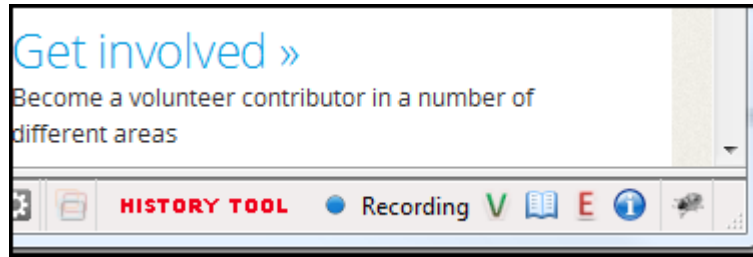 Get involved »
Become a volunteer contributor in a number of
different areas
HISTORY TOOL Recording V E i